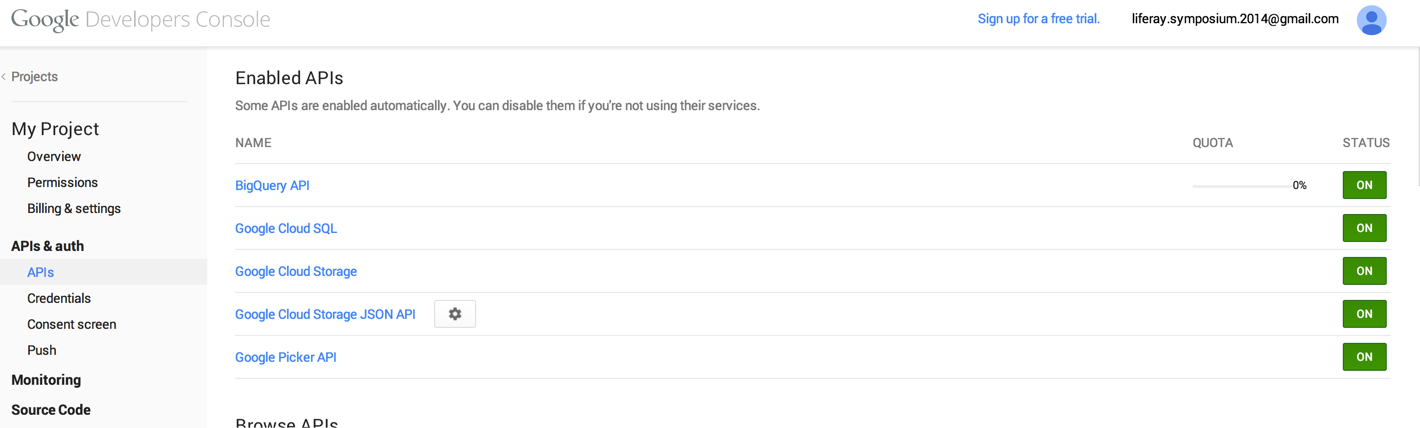 Google Developers Console
Sign up for a free trial. liferay.symposium.2014@gmail.com
Projects
My Project
Overview
Permissions
Billing & settings
APIs & auth
APIs
Credentials
Consent screen
Push
Monitoring
Source Code
Enabled APIs
Some APIs are enabled automatically. You can disable them if you're not using their services.
NAME QUOTA STATUS
BigQuery API 0% ON
Google Cloud SQL ON
Google Cloud Storage ON
Google Cloud Storage JSON API ON
Google Picker API ON
Browse APIs